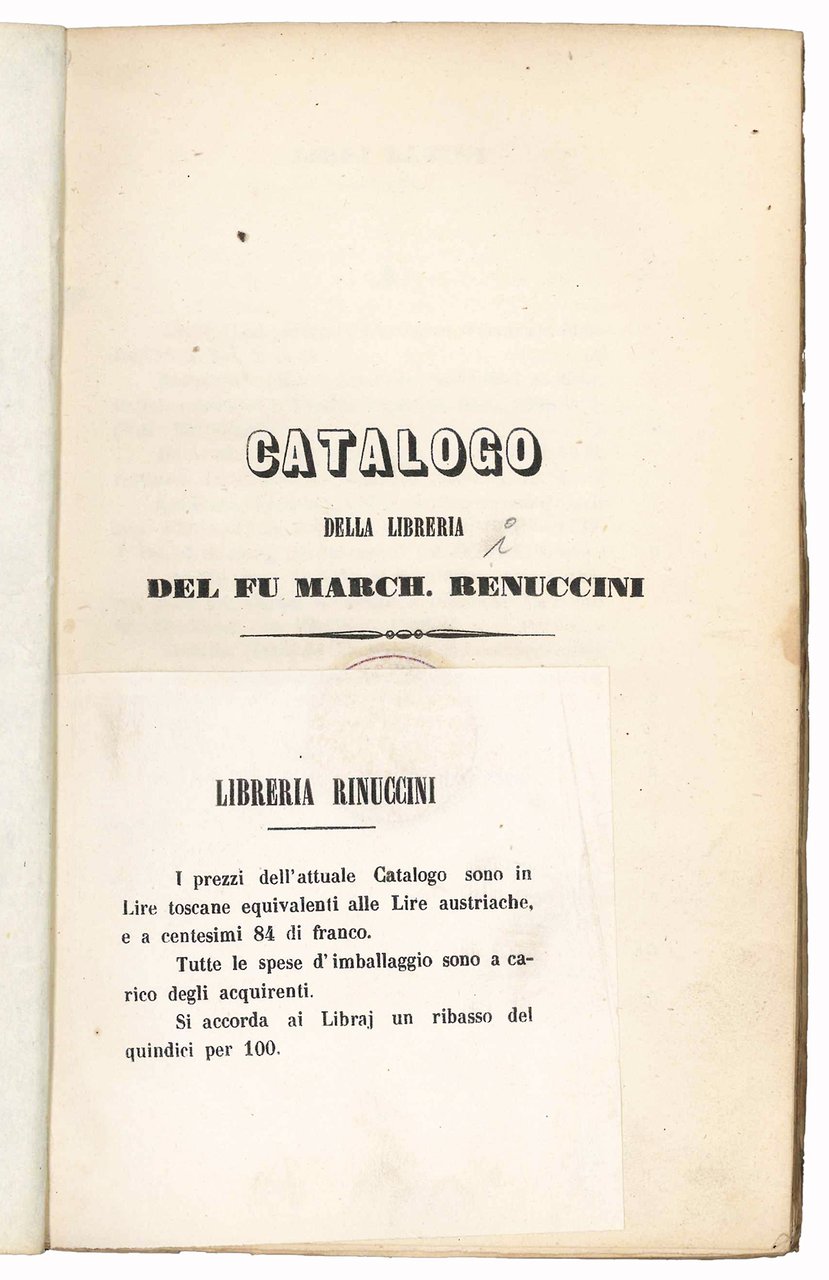 CATALOGO
DELLA LIBRERIA
i
DEL FU MARCH. RENUCCINI
LIBRERIA RINUCCINI
I prezzi dell'attuale Catalogo sono in
Lire toscane equivalenti alle Lire austriache,
e a centesimi 84 di franco.
Tutte le spese d'imballaggio sono a ca-
rico degli acquirenti.
Si accorda ai Libraj un ribasso del
quindici per 100.